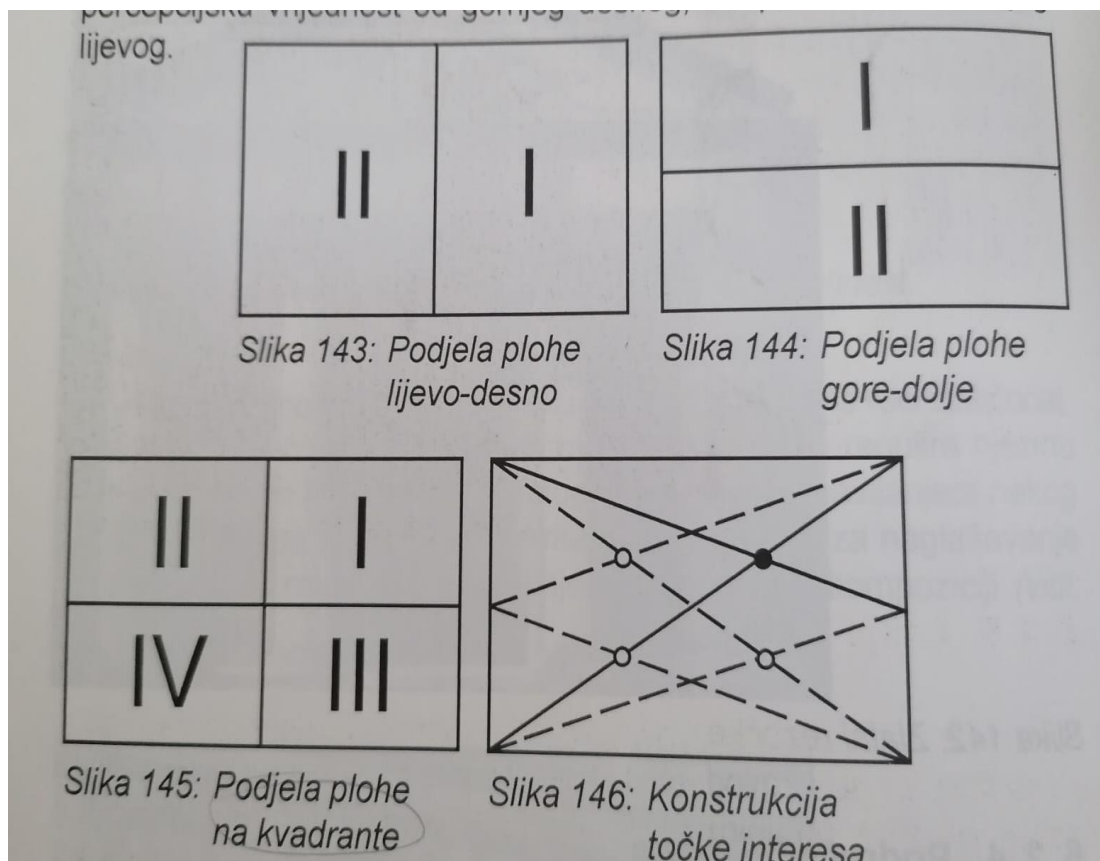 lijevog.
II I
I
II
Slika 143: Podjela plohe
lijevo-desno
Slika 144: Podjela plohe
gore-dolje
II I
IV III
Slika 145: Podjela plohe
na kvadrante
Slika 146: Konstrukcija
točke interesa